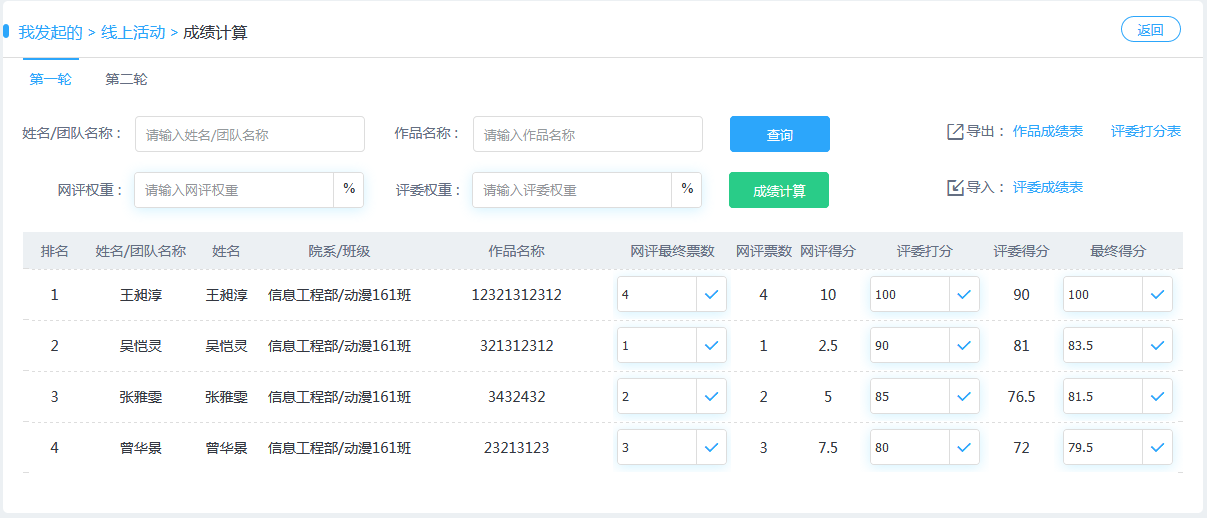 我发起的 > 线上活动 > 成绩计算 返回
第一轮 第二轮
姓名/团队名称： 请输入姓名/团队名称 作品名称： 请输入作品名称 查询 导出： 作品成绩表 评委打分表
网评权重： 请输入网评权重 % 评委权重： 请输入评委权重 % 成绩计算 导入： 评委成绩表
排名 姓名/团队名称 姓名 院系/班级 作品名称 网评最终票数 网评票数 网评得分 评委打分 评委得分 最终得分
1 王昶淳 王昶淳 信息工程部/动漫161班 12321312312 4 4 10 100 90 100
2 吴恺灵 吴恺灵 信息工程部/动漫161班 321312312 1 1 2.5 90 81 83.5
3 张雅雯 张雅雯 信息工程部/动漫161班 3432432 2 2 5 85 76.5 81.5
4 曾华景 曾华景 信息工程部/动漫161班 23213123 3 3 7.5 80 72 79.5